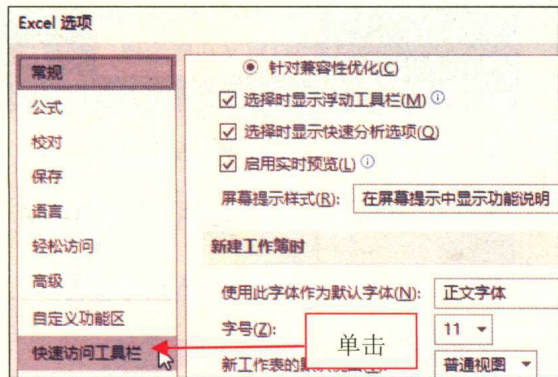 Excel 选项
常规
公式
校对
保存
语言
轻松访问
高级
自定义功能区
快速访问工具栏
针对兼容性优化(C)
选择时显示浮动工具栏(M)
选择时显示快速分析选项(Q)
启用实时预览(L)
屏幕提示样式(R): 在屏幕提示中显示功能说明
新建工作簿时
使用此字体作为默认字体(N): 正文字体
字号(Z): 11
新工作表的默认 普通视图
单击